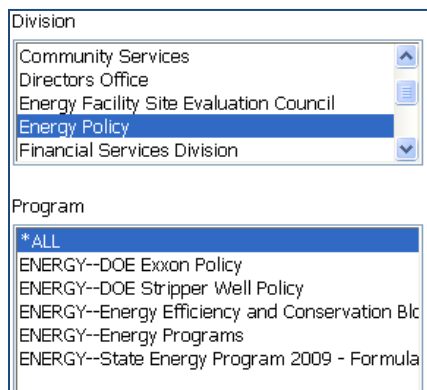 Division
Community Services
Directors Office
Energy Facility Site Evaluation Council
Energy Policy
Financial Services Division
Program
*ALL
ENERGY--DOE Exxon Policy
ENERGY--DOE Stripper Well Policy
ENERGY--Energy Efficiency and Conservation Blc
ENERGY--Energy Programs
ENERGY--State Energy Program 2009 - Formula